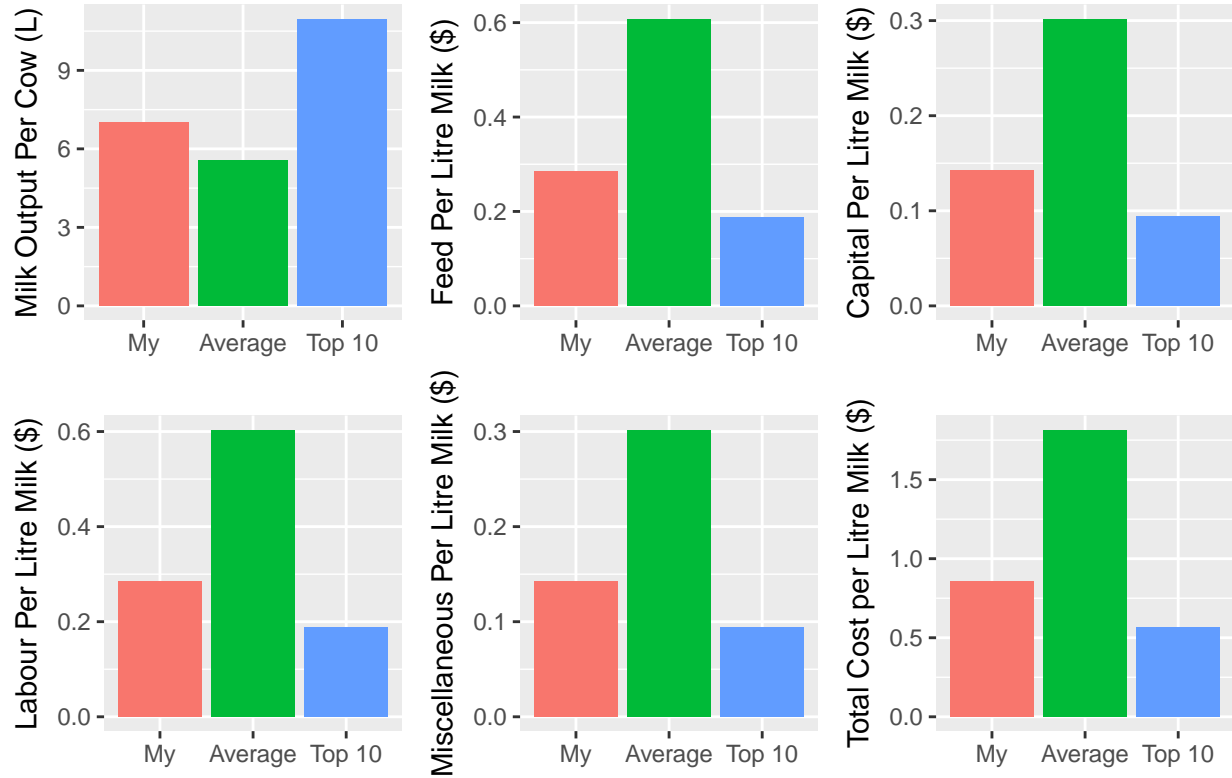 Milk Output Per Cow (L)
9
6
3
0
My Average Top 10
Feed Per Litre Milk ($)
0.6
0.4
0.2
0.0
My Average Top 10
Capital Per Litre Milk ($)
0.3
0.2
0.1
0.0
My Average Top 10
Labour Per Litre Milk ($)
0.6
0.4
0.2
0.0
My Average Top 10
Miscellaneous Per Litre Milk ($)
0.3
0.2
0.1
0.0
My Average Top 10
Total Cost per Litre Milk ($)
1.5
1.0
0.5
0.0
My Average Top 10